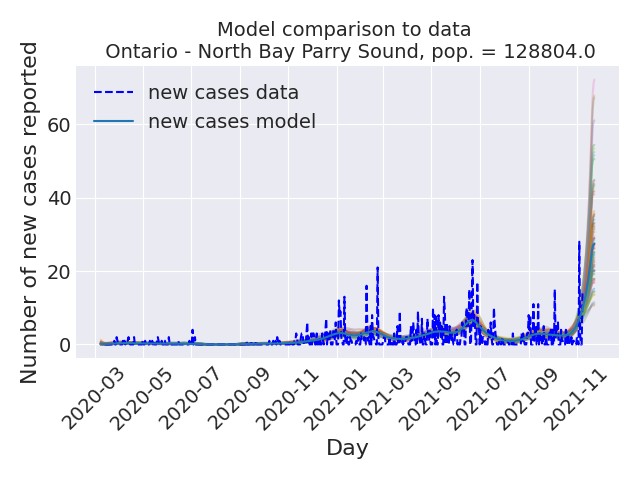 Model comparison to data
Ontario - North Bay Parry Sound, pop. = 128804.0
Number of new cases reported
60
40
20
0
new cases data
new cases model
2020-03
2020-05
2020-07
2020-09
2020-11
2021-01
2021-03
2021-05
2021-07
2021-09
2021-11
Day